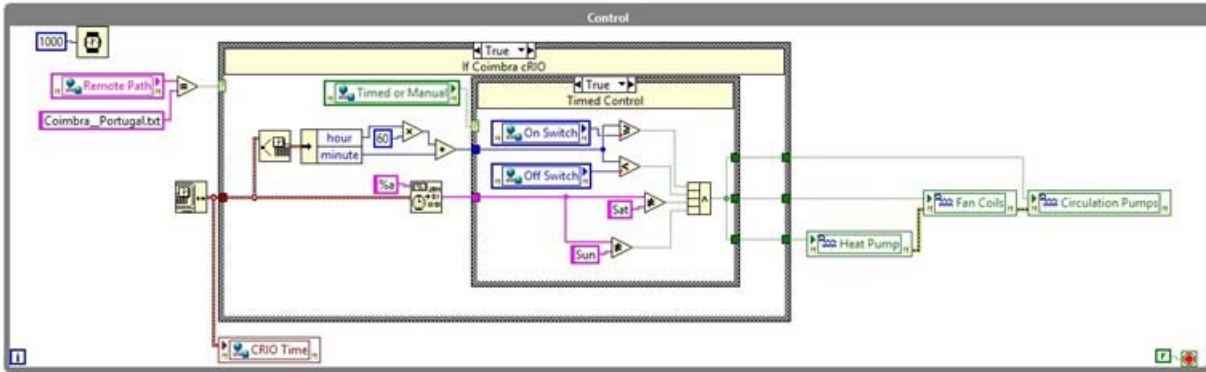 Control
1000
True
If Coimbra cRIO
Remote Path
Coimbra_Portugal.txt
True
Timed Control
Timed or Manual
hour
minute
60
On Switch
Off Switch
%a
Sat
Sun
Fan Coils
Circulation Pumps
Heat Pump
CRIO Time
i
F